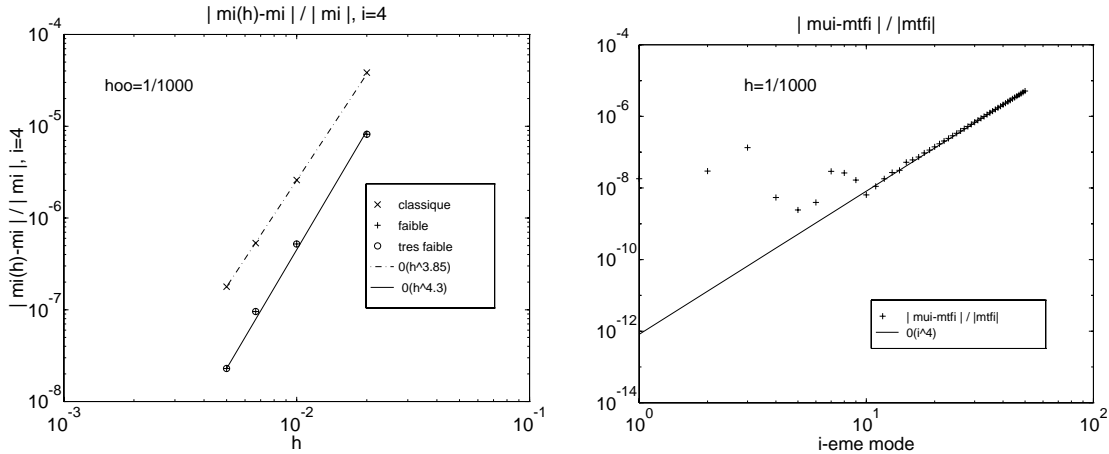 | mi(h)-mi | / | mi |, i=4
10^-4
10^-5
10^-6
10^-7
10^-8
| mi(h)-mi | / | mi |, i=4
hoo=1/1000
classique
faible
tres faible
0(h^3.85)
0(h^4.3)
10^-3
10^-2
10^-1
h
| mui-mtfi | / |mtfi|
10^-4
10^-6
10^-8
10^-10
10^-12
10^-14
h=1/1000
| mui-mtfi | / |mtfi|
0(i^4)
10^0
10^1
10^2
i-eme mode